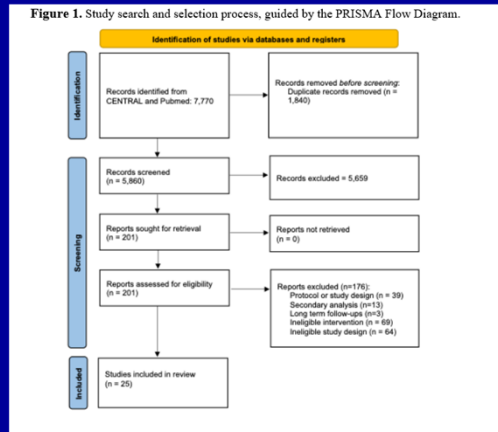 Figure 1. Study search and selection process, guided by the PRISMA Flow Diagram.
Identification of studies via databases and registers
Identification
Records identified from
CENTRAL and Pubmed: 7,770
Records removed before screening:
Duplicate records removed (n =
1,840)
Screening
Records screened
(n = 5,860)
Records excluded = 5,659
Reports sought for retrieval
(n = 201)
Reports not retrieved
(n = 0)
Reports assessed for eligibility
(n = 201)
Reports excluded (n=176):
Protocol or study design (n = 39)
Secondary analysis (n=13)
Long term follow-ups (n=3)
Ineligible intervention (n = 69)
Ineligible study design (n = 64)
Included
Studies included in review
(n = 25)